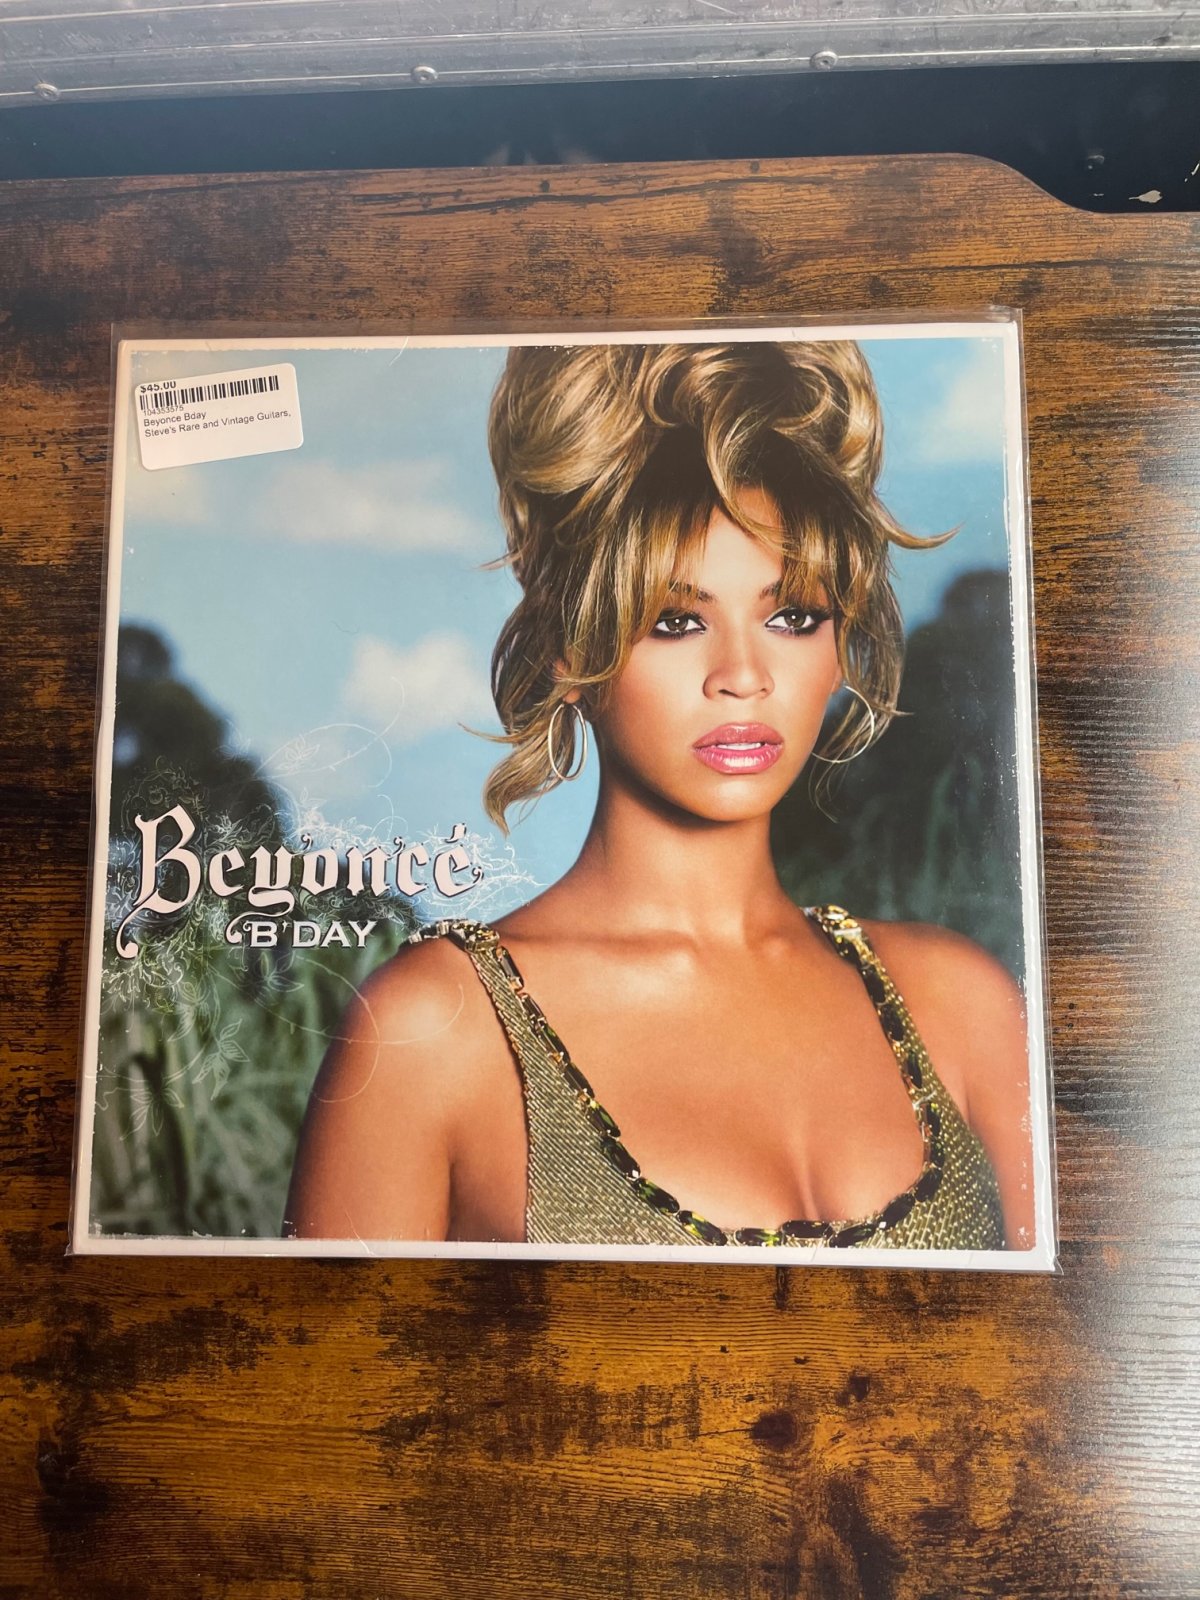 $45.00
104353575
Beyonce Bday
Steve's Rare and Vintage Guitars,
Beyoncé
B'DAY